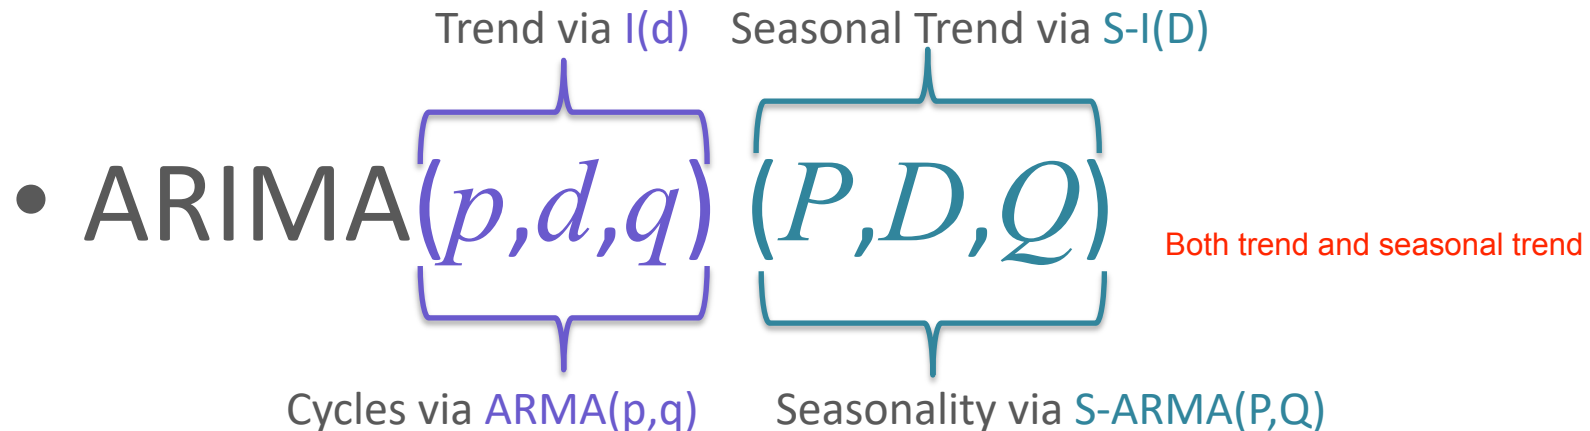 Trend via I(d) Seasonal Trend via S-I(D)
• ARIMA(p,d,q) (P,D,Q)
Both trend and seasonal trend
Cycles via ARMA(p,q) Seasonality via S-ARMA(P,Q)